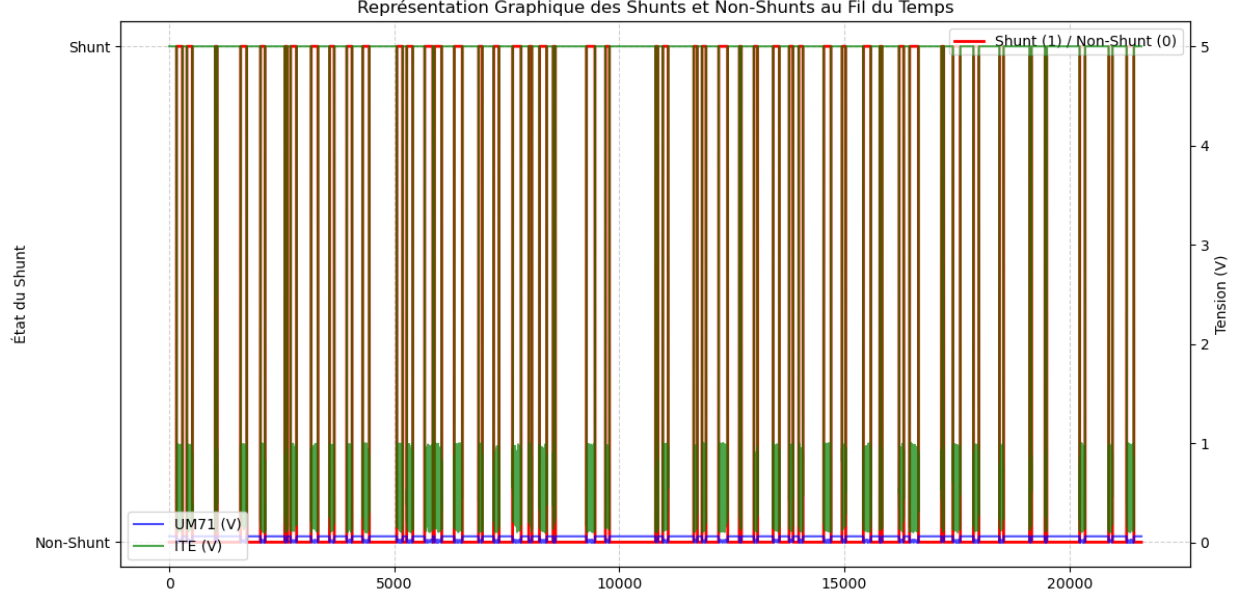 Représentation Graphique des Shunts et Non-Shunts au Fil du Temps
Shunt
Non-Shunt
État du Shunt
Shunt (1) / Non-Shunt (0)
UM71 (V)
ITE (V)
0
5000
10000
15000
20000
5
4
3
2
1
0
Tension (V)